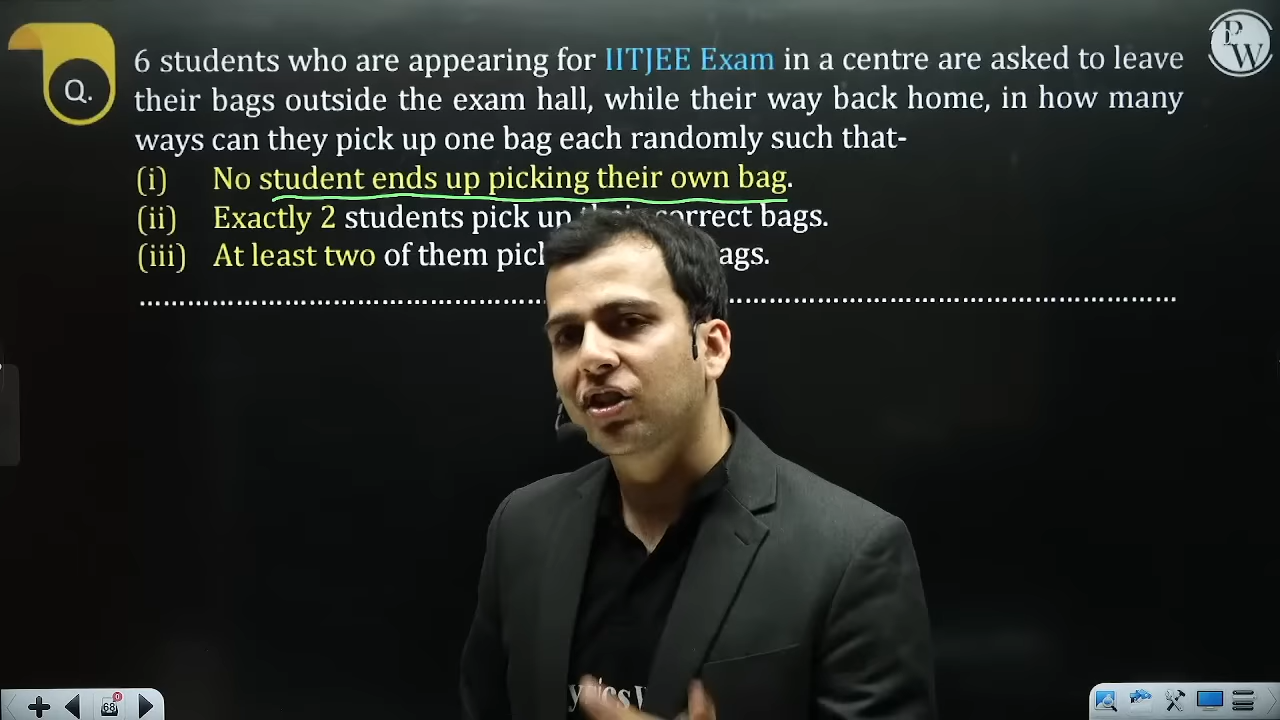 Q.
6 students who are appearing for IITJEE Exam in a centre are asked to leave
their bags outside the exam hall, while their way back home, in how many
ways can they pick up one bag each randomly such that-
(i) No student ends up picking their own bag.
(ii) Exactly 2 students pick up their correct bags.
(iii) At least two of them
PW
68
0